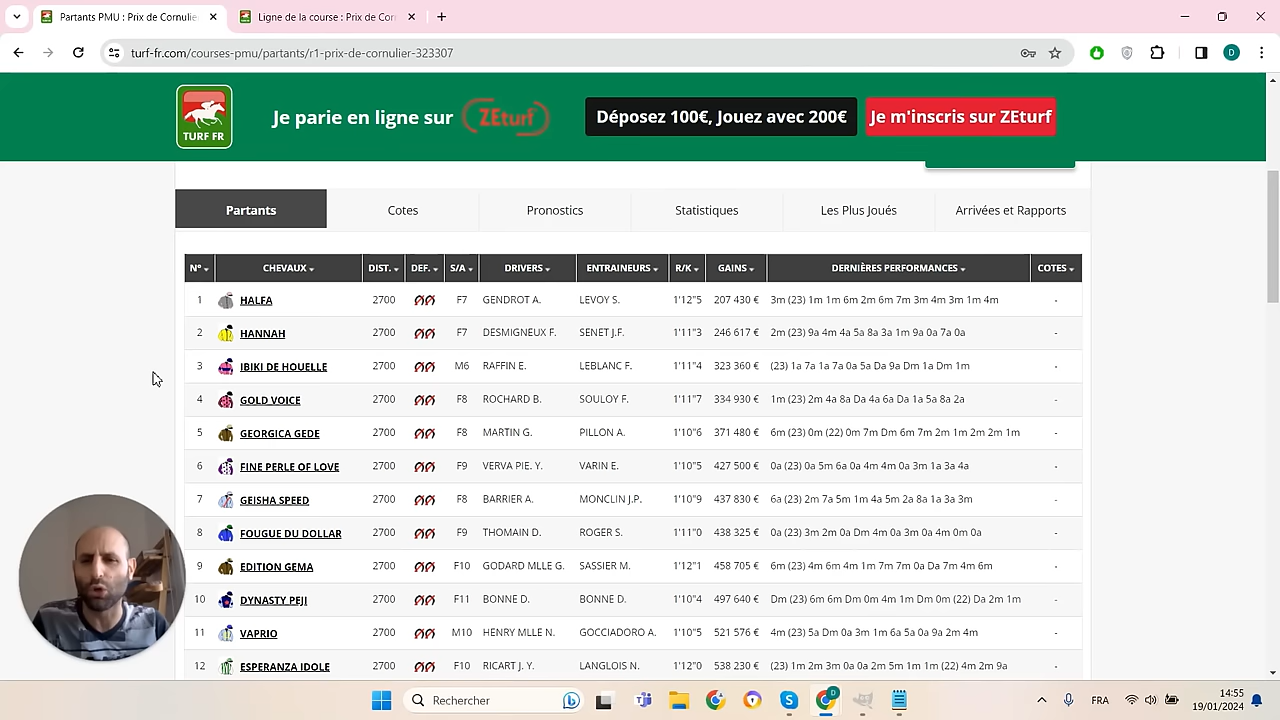 Partants PMU : Prix de Cornulier
Ligne de la course : Prix de Cor
turf-fr.com/courses-pmu/partants/r1-prix-de-cornulier-323307
TURF FR
Je parie en ligne sur ZEturf
Déposez 100€, Jouez avec 200€
Je m'inscris sur ZEturf
Partants Cotes Pronostics Statistiques Les Plus Joués Arrivées et Rapports
N° CHEVAUX DIST. DEF. S/A DRIVERS ENTRAINEURS R/K GAINS DERNIÈRES PERFORMANCES COTES
1 HALFA 2700 F7 GENDROT A. LEVOY S. 1'12"5 207 430 € 3m (23) 1m 1m 6m 2m 6m 7m 3m 4m 3m 1m 4m -
2 HANNAH 2700 F7 DESMIGNEUX F. SENET J.F. 1'11"3 246 617 € 2m (23) 9a 4m 4a 5a 8a 3a 1m 9a 0a 7a 0a -
3 IBIKI DE HOUELLE 2700 M6 RAFFIN E. LEBLANC F. 1'11"4 323 360 € (23) 1a 7a 1a 7a 0a 5a Da 9a Dm 1a Dm 1m -
4 GOLD VOICE 2700 F8 ROCHARD B. SOULOY F. 1'11"7 334 930 € 1m (23) 2m 4a 8a Da 4a 6a Da 1a 5a 8a 2a -
5 GEORGICA GEDE 2700 F8 MARTIN G. PILLON A. 1'10"6 371 480 € 6m (23) 0m (22) 0m 7m Dm 6m 7m 2m 1m 2m 2m 1m -
6 FINE PERLE OF LOVE 2700 F9 VERVA PIE. Y. VARIN E. 1'10"5 427 500 € 0a (23) 0a 5m 6a 0a 4m 4m 0a 3m 1a 3a 4a -
7 GEISHA SPEED 2700 F8 BARRIER A. MONCLIN J.P. 1'10"9 437 830 € 6a (23) 2m 7a 5m 1m 4a 5m 2a 8a 1a 3a 3m -
8 FOUGUE DU DOLLAR 2700 F9 THOMAIN D. ROGER S. 1'11"0 438 325 € 0a (23) 3m 2m 0a Dm 4m 0a 3m 0a 4m 0m 0a -
9 EDITION GEMA 2700 F10 GODARD MLLE G. SASSIER M. 1'12"1 458 705 € 6m (23) 4m 6m 4m 1m 7m 7m 0a Da 7m 4m 6m -
10 DYNASTY PEJI 2700 F11 BONNE D. BONNE D. 1'10"4 497 640 € Dm (23) 6m 6m Dm 0m 4m 1m Dm 0m (22) Da 2m 1m -
11 VAPRIO 2700 M10 HENRY MLLE N. GOCCIADORO A. 1'10"5 521 576 € 4m (23) 5a Dm 0a 3m 1m 6a 5a 0a 9a 2m 4m -
12 ESPERANZA IDOLE 2700 F10 RICART J. Y. LANGLOIS N. 1'12"0 538 230 € (23) 1m 2m 3m 0a 0a 2m 5m 1m 1m (22) 4m 2m 9a -
Rechercher
FRA
14:55
19/01/2024